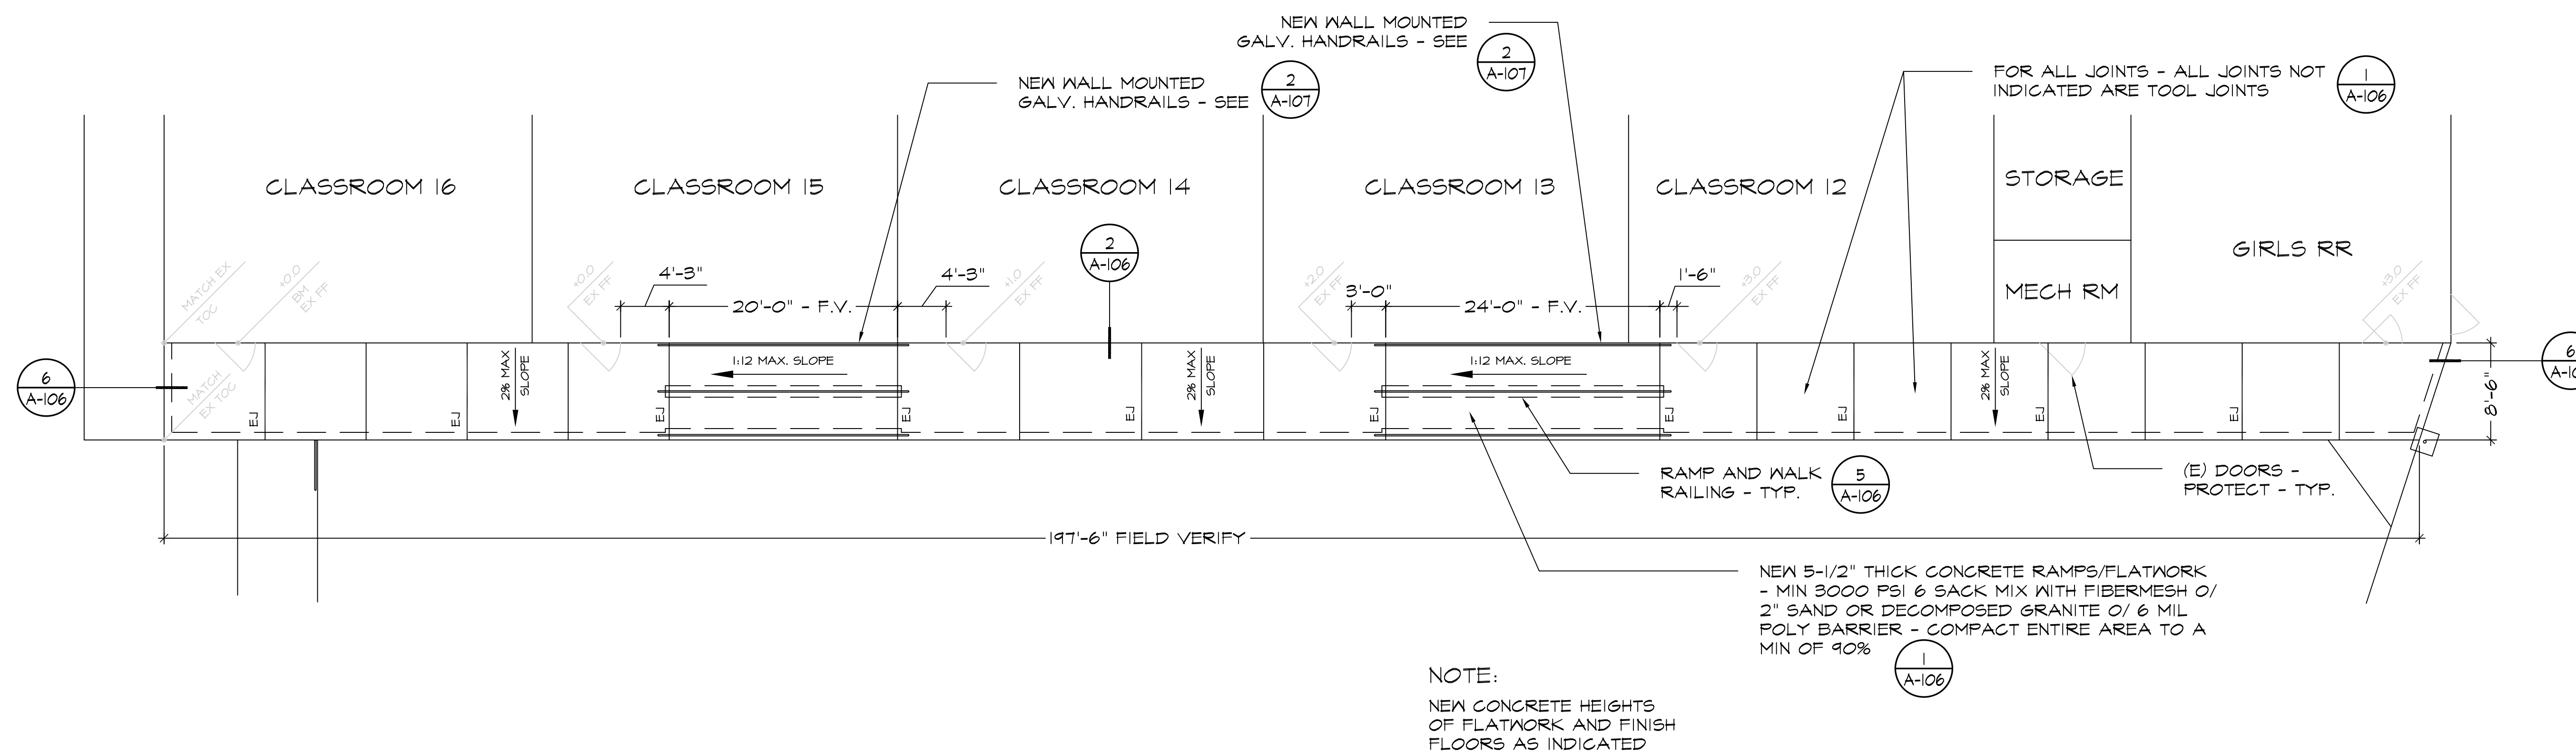 NEW WALL MOUNTED
GALV. HANDRAILS - SEE
2
A-107
NEW WALL MOUNTED
GALV. HANDRAILS - SEE
2
A-107
FOR ALL JOINTS - ALL JOINTS NOT
INDICATED ARE TOOL JOINTS
1
A-106
CLASSROOM 16
CLASSROOM 15
CLASSROOM 14
CLASSROOM 13
CLASSROOM 12
STORAGE
MECH RM
GIRLS RR
MATCH EX
TOC
+0.0
BM
EX FF
+0.0
EX FF
4'-3"
20'-0" - F.V.
4'-3"
2
A-106
+1.0
EX FF
+2.0
EX FF
3'-0"
24'-0" - F.V.
1'-6"
+3.0
EX FF
+3.0
EX FF
6
A-106
MATCH
EX TOC
EJ
EJ
2% MAX
SLOPE
EJ
1:12 MAX. SLOPE
EJ
EJ
2% MAX
SLOPE
EJ
1:12 MAX. SLOPE
EJ
EJ
2% MAX
SLOPE
EJ
EJ
6
8'-6"
RAMP AND WALK
RAILING - TYP.
5
A-106
(E) DOORS -
PROTECT - TYP.
197'-6" FIELD VERIFY
NEW 5-1/2" THICK CONCRETE RAMPS/FLATWORK
- MIN 3000 PSI 6 SACK MIX WITH FIBERMESH O/
2" SAND OR DECOMPOSED GRANITE O/ 6 MIL
POLY BARRIER - COMPACT ENTIRE AREA TO A
MIN OF 90%
1
A-106
NOTE:
NEW CONCRETE HEIGHTS
OF FLATWORK AND FINISH
FLOORS AS INDICATED